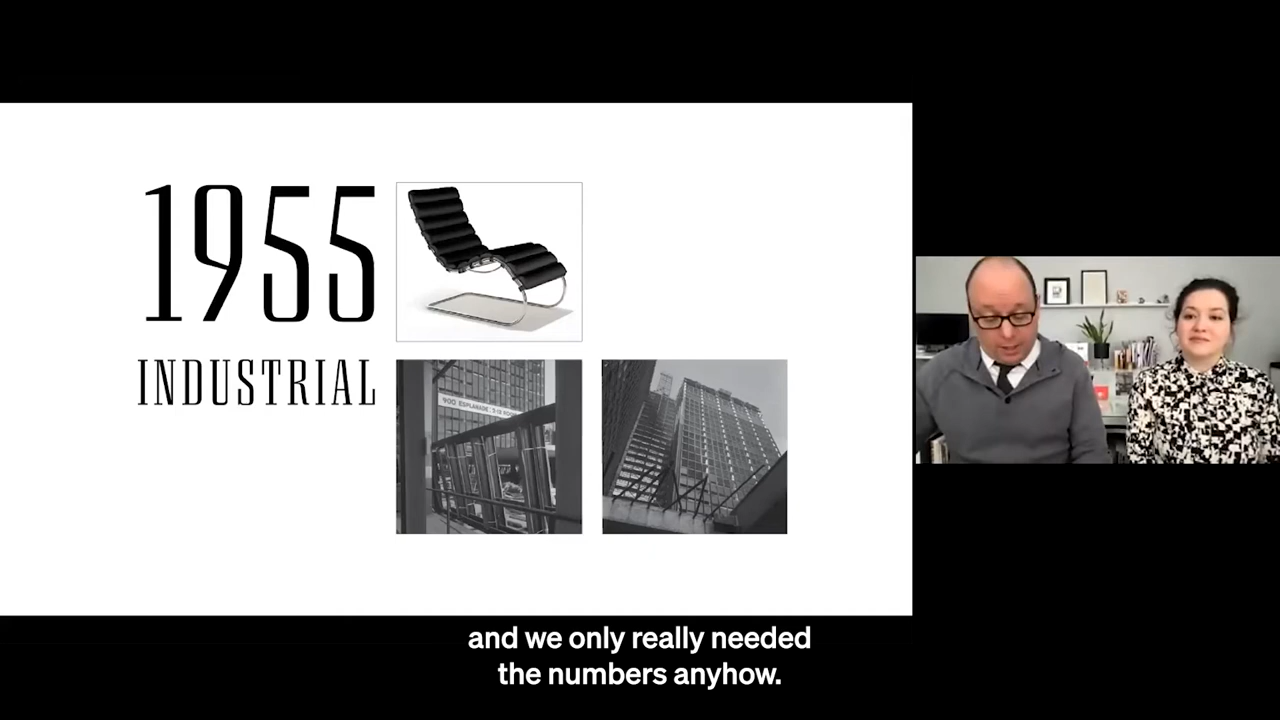 1955
INDUSTRIAL
900 ESPLANADE
and we only really needed
the numbers anyhow.